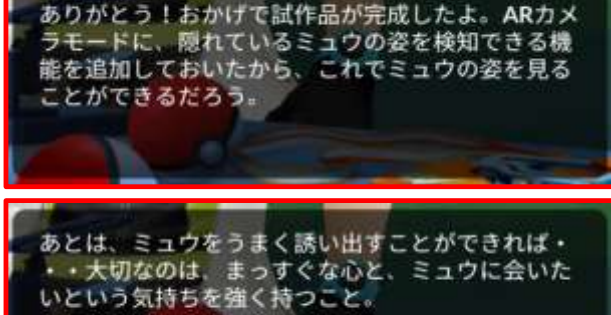 ありがとう！おかげで試作品が完成したよ。ARカメ
ラモードに、隠れているミュウの姿を検知できる機
能を追加しておいたから、これでミュウの姿を見る
ことができるだろう。
あとは、ミュウをうまく誘い出すことができれば・
・・大切なのは、まっすぐな心と、ミュウに会いた
いという気持ちを強く持つこと。